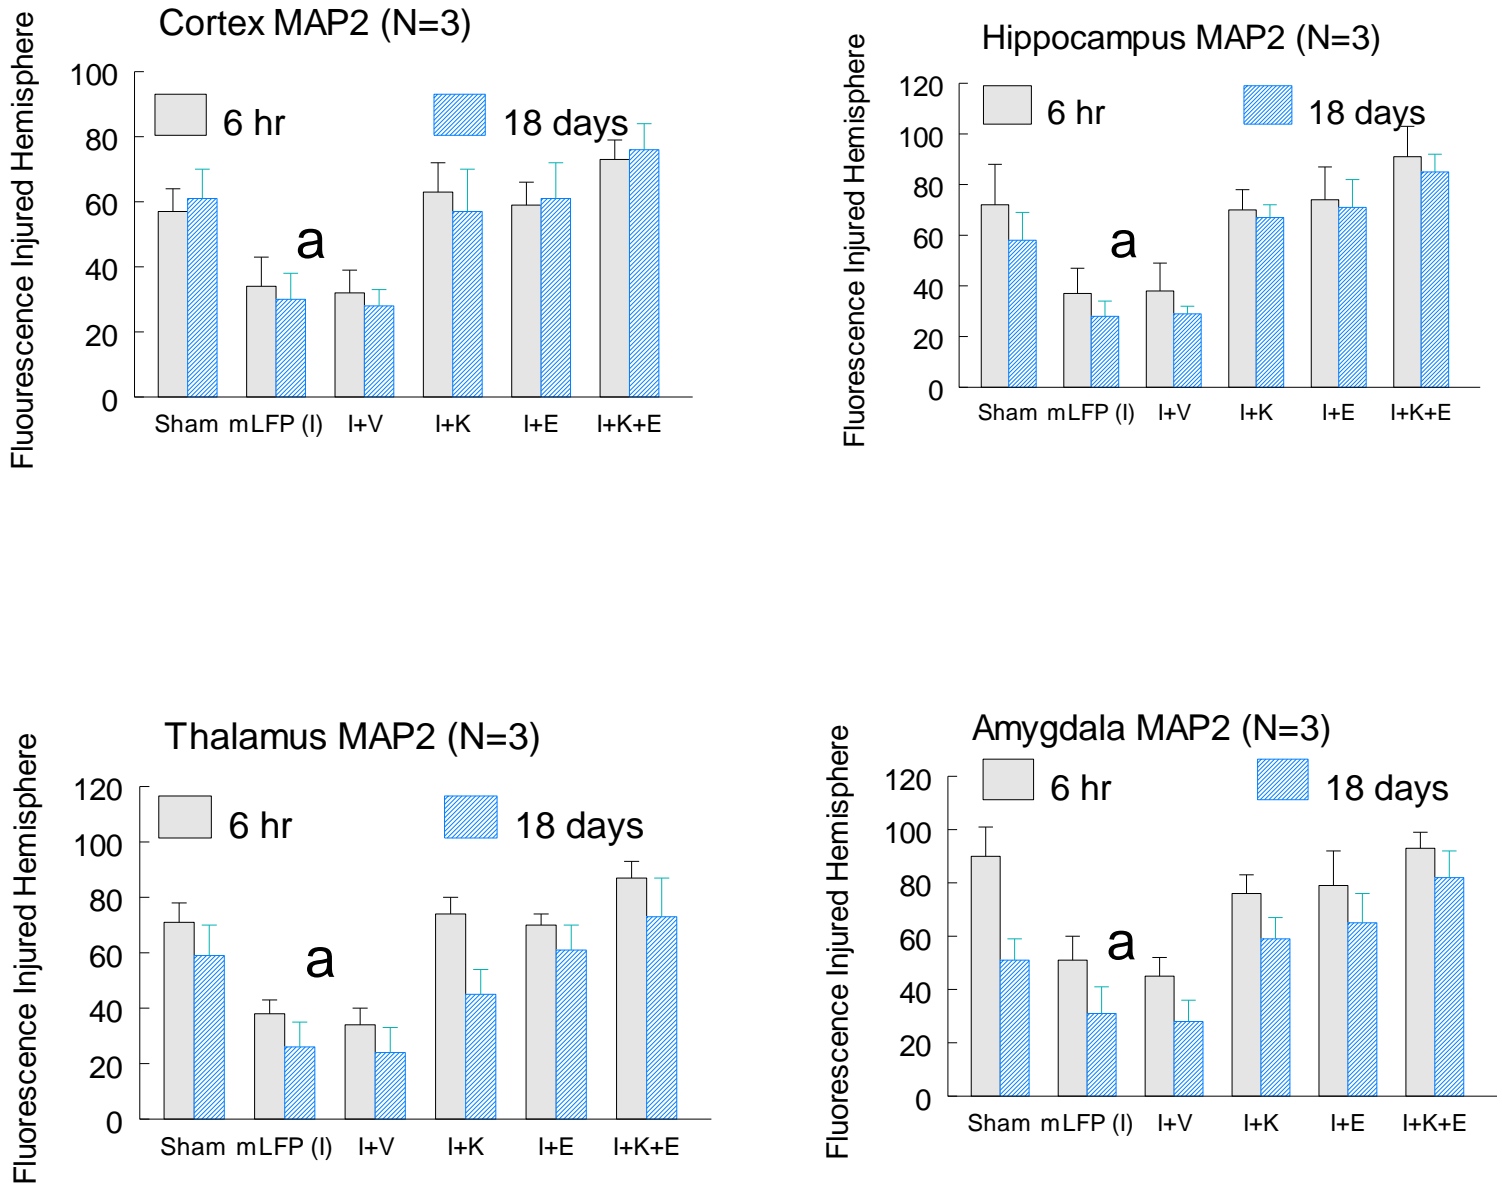 Cortex MAP2 (N=3)
Fluourescence Injured Hemisphere
100
80
60
40
20
0
6 hr
18 days
a
Sham mLFP (I) I+V I+K I+E I+K+E
Hippocampus MAP2 (N=3)
Fluorescence Injured Hemisphere
120
100
80
60
40
20
0
6 hr
18 days
a
Sham mLFP (I) I+V I+K I+E I+K+E
Thalamus MAP2 (N=3)
Fluorescence Injured Hemisphere
120
100
80
60
40
20
0
6 hr
18 days
a
Sham mLFP (I) I+V I+K I+E I+K+E
Amygdala MAP2 (N=3)
Fluorescence Injured Hemisphere
120
100
80
60
40
20
0
6 hr
18 days
a
Sham mLFP (I) I+V I+K I+E I+K+E